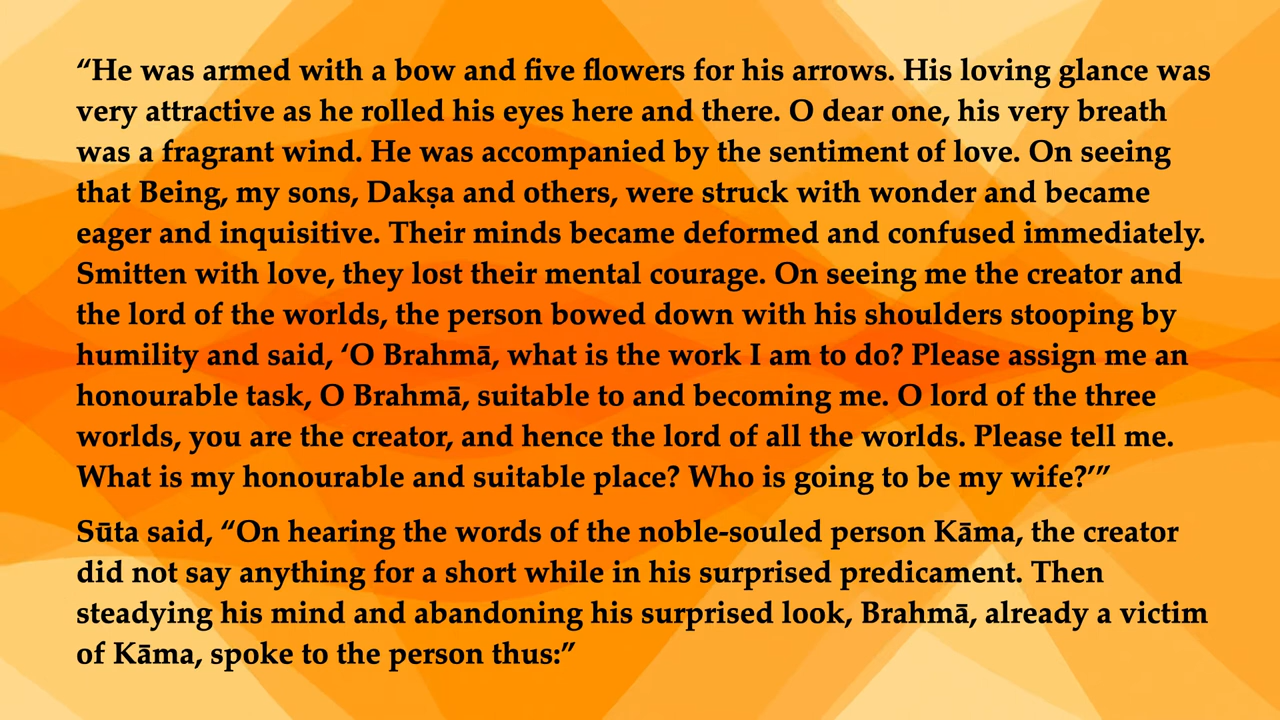 “He was armed with a bow and five flowers for his arrows. His loving glance was
very attractive as he rolled his eyes here and there. O dear one, his very breath
was a fragrant wind. He was accompanied by the sentiment of love. On seeing
that Being, my sons, Dakṣa and others, were struck with wonder and became
eager and inquisitive. Their minds became deformed and confused immediately.
Smitten with love, they lost their mental courage. On seeing me the creator and
the lord of the worlds, the person bowed down with his shoulders stooping by
humility and said, ‘O Brahmā, what is the work I am to do? Please assign me an
honourable task, O Brahmā, suitable to and becoming me. O lord of the three
worlds, you are the creator, and hence the lord of all the worlds. Please tell me.
What is my honourable and suitable place? Who is going to be my wife?’”
Sūta said, “On hearing the words of the noble-souled person Kāma, the creator
did not say anything for a short while in his surprised predicament. Then
steadying his mind and abandoning his surprised look, Brahmā, already a victim
of Kāma, spoke to the person thus:”